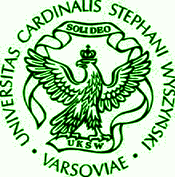 UNIVERSITAS CARDINALIS STEPHANI WYSZYŃSKI
• VARSOVIAE •
SOLI DEO
UKSW